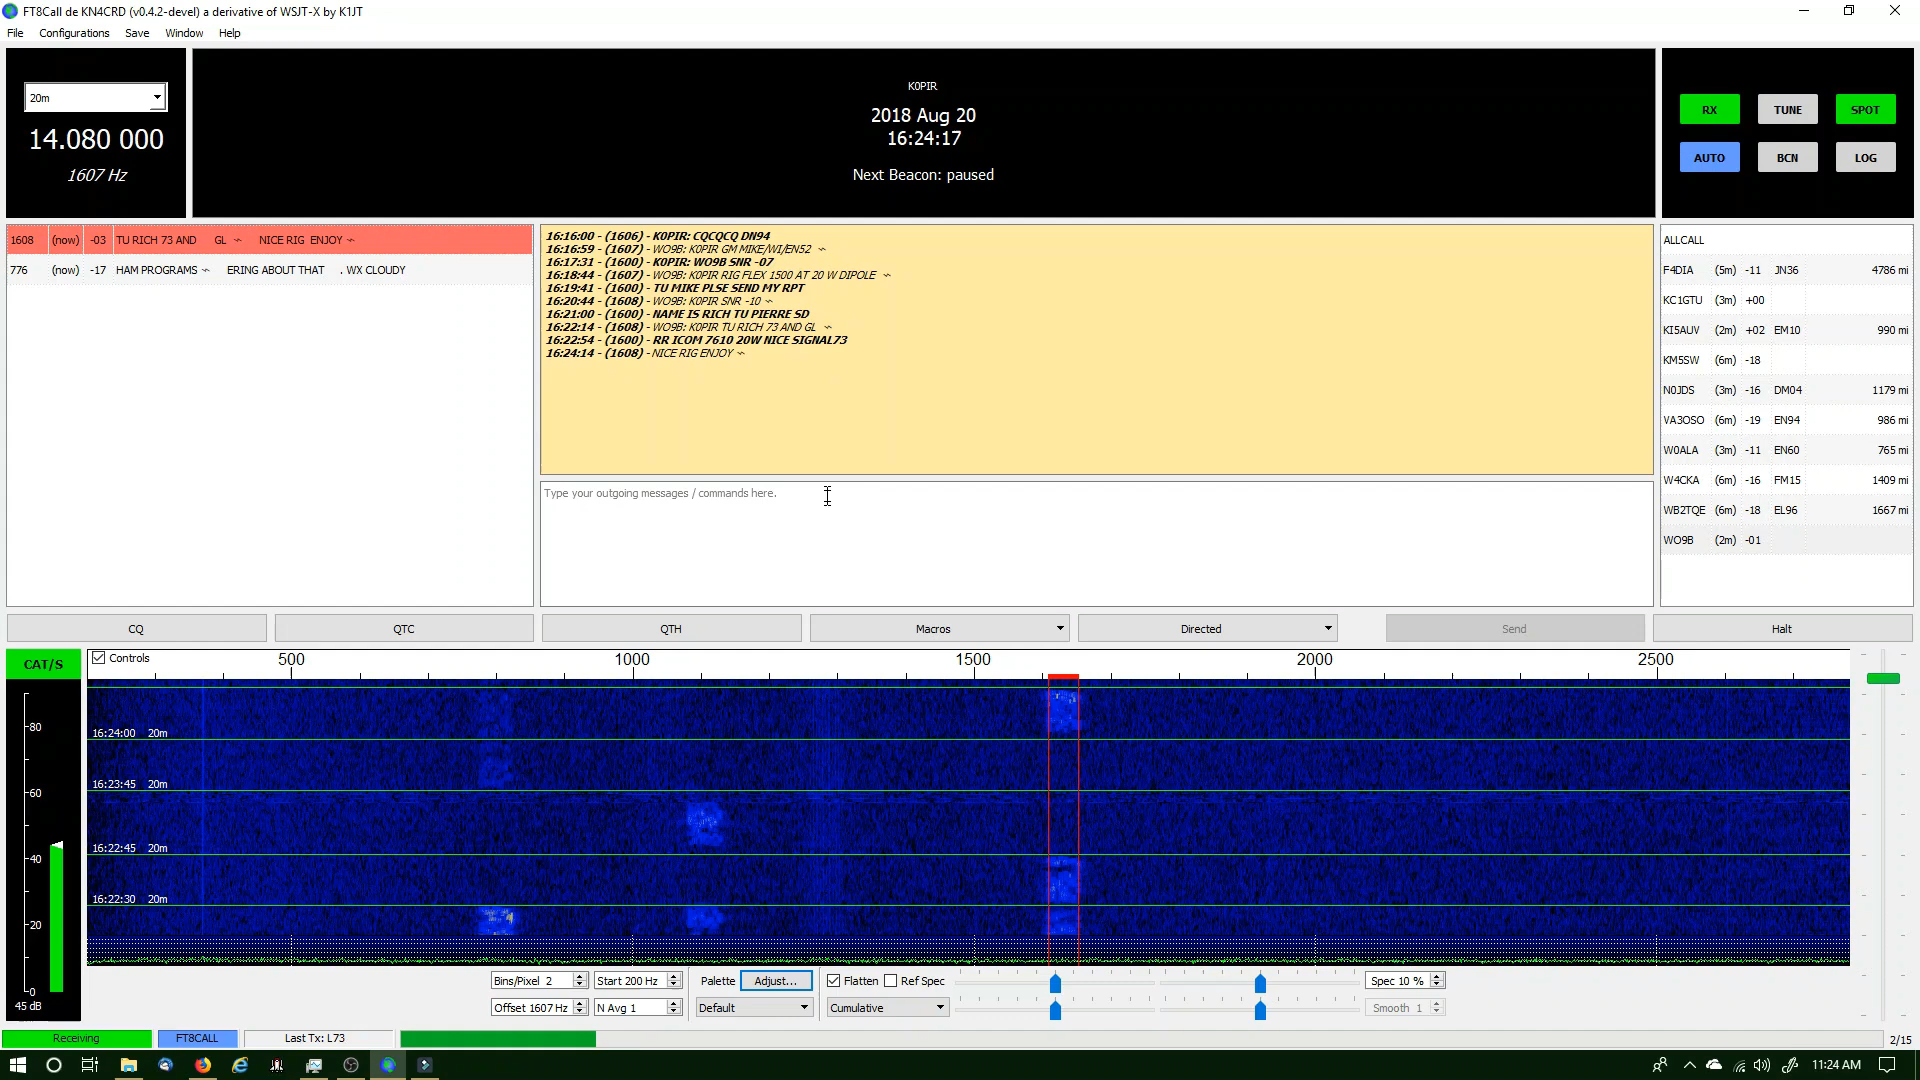 FT8Call de KN4CRD (v0.4.2-devel) a derivative of WSJT-X by K1JT
File Configurations Save Window Help
20m
14.080 000
1607 Hz
K0PIR
2018 Aug 20
16:24:17
Next Beacon: paused
RX TUNE SPOT
AUTO BCN LOG
1608 (now) -03 TU RICH 73 AND GL ~ NICE RIG ENJOY ~
776 (now) -17 HAM PROGRAMS ~ ERING ABOUT THAT . WX CLOUDY
16:16:00 - (1606) - K0PIR: CQCQCQ DN94
16:16:59 - (1607) - WO9B: K0PIR GM MIKE/WI/EN52 ~
16:17:31 - (1600) - K0PIR: WO9B SNR -07
16:18:44 - (1607) - WO9B: K0PIR RIG FLEX 1500 AT 20 W DIPOLE ~
16:19:41 - (1600) - TU MIKE PLSE SEND MY RPT
16:20:44 - (1608) - WO9B: K0PIR SNR -10 ~
16:21:00 - (1600) - NAME IS RICH TU PIERRE SD
16:22:14 - (1608) - WO9B: K0PIR TU RICH 73 AND GL ~
16:22:54 - (1600) - RR ICOM 7610 20W NICE SIGNAL73
16:24:14 - (1608) - NICE RIG ENJOY ~
Type your outgoing messages / commands here.
ALLCALL
F4DIA (5m) -11 JN36 4786 mi
KC1GTU (3m) +00
KI5AUV (2m) +02 EM10 990 mi
KM5SW (6m) -18
N0JDS (3m) -16 DM04 1179 mi
VA3OSO (6m) -19 EN94 986 mi
W0ALA (3m) -11 EN60 765 mi
W4CKA (6m) -16 FM15 1409 mi
WB2TQE (6m) -18 EL96 1667 mi
WO9B (2m) -01
CQ QTC QTH Macros Directed Send Halt
CAT/S
Controls 500 1000 1500 2000 2500
16:24:00 20m
16:23:45 20m
16:22:45 20m
16:22:30 20m
80
60
40
20
0
45 dB
Bins/Pixel 2 Start 200 Hz Palette Adjust... Flatten Ref Spec Spec 10 %
Offset 1607 Hz N Avg 1 Default Cumulative Smooth 1
Receiving FT8CALL Last Tx: L73 2/15
11:24 AM